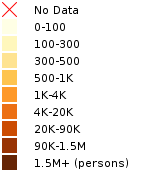 No Data
0-100
100-300
300-500
500-1K
1K-4K
4K-20K
20K-90K
90K-1.5M
1.5M+ (persons)